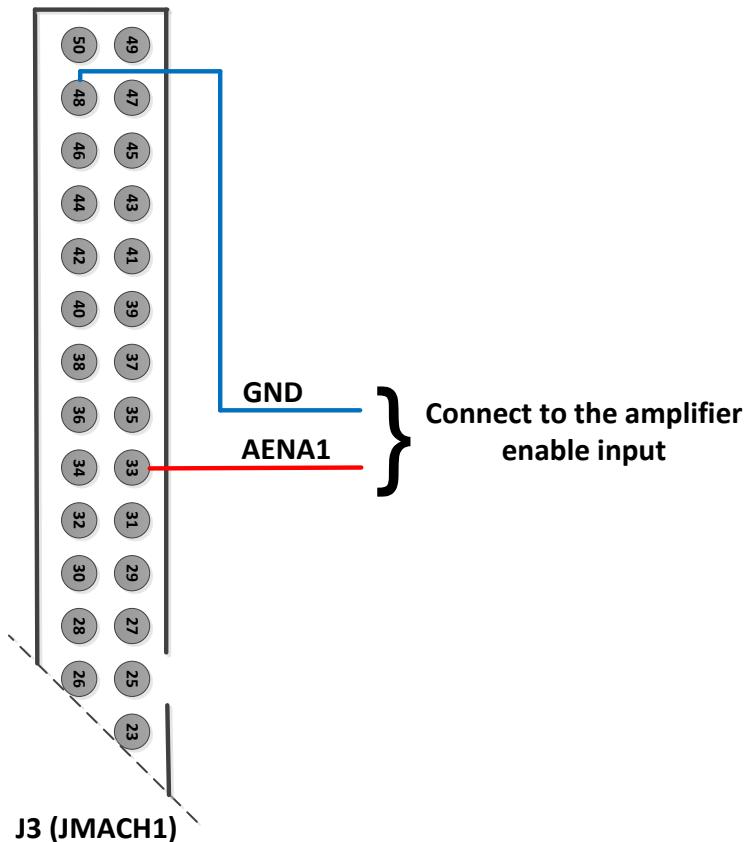 50 49
48 47
46 45
44 43
42 41
40 39
38 37
36 35
34 33
32 31
30 29
28 27
26 25
23
GND
AENA1
Connect to the amplifier
enable input
J3 (JMACH1)